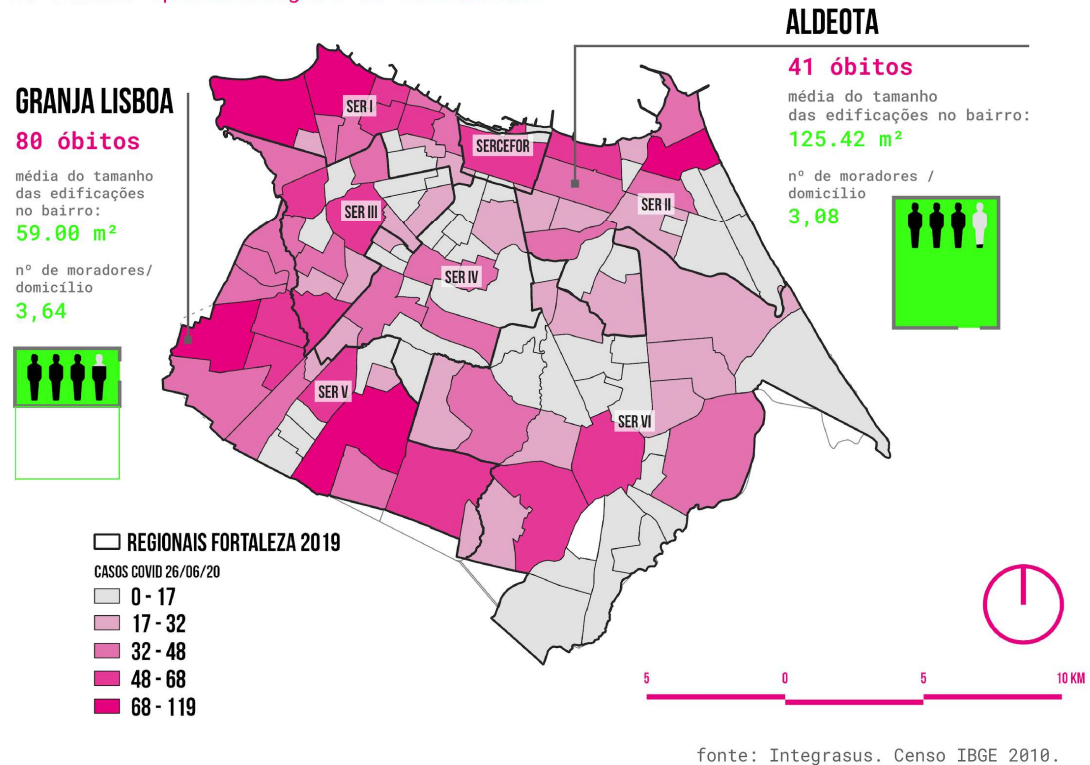 ALDEOTA
41 óbitos
média do tamanho
das edificações no bairro:
125.42 m²
nº de moradores /
domicílio
3,08
GRANJA LISBOA
80 óbitos
média do tamanho
das edificações
no bairro:
59.00 m²
nº de moradores/
domicílio
3,64
SER I
SERCEFOR
SER II
SER III
SER IV
SER V
SER VI
REGIONAIS FORTALEZA 2019
CASOS COVID 26/06/20
0 - 17
17 - 32
32 - 48
48 - 68
68 - 119
5 0 5 10 KM
fonte: Integrasus. Censo IBGE 2010.